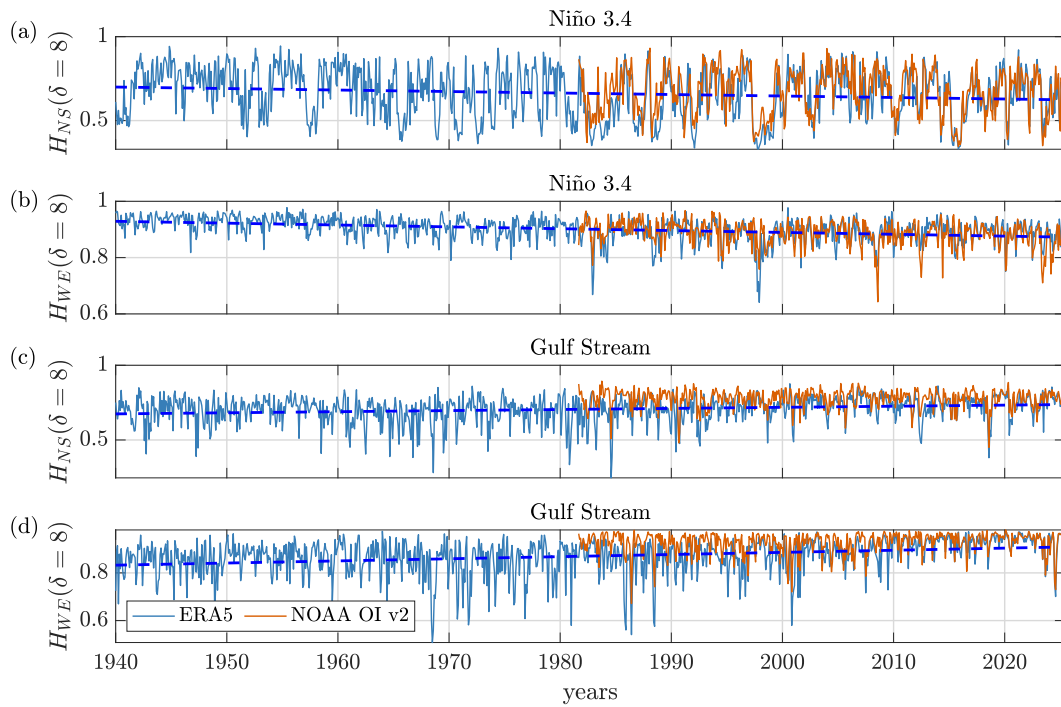 (a)
Niño 3.4
1
0.5
H_NS(δ = 8)
(b)
Niño 3.4
1
0.8
0.6
H_WE(δ = 8)
(c)
Gulf Stream
1
0.5
H_NS(δ = 8)
(d)
Gulf Stream
0.8
0.6
H_WE(δ = 8)
ERA5 NOAA OI v2
1940 1950 1960 1970 1980 1990 2000 2010 2020
years